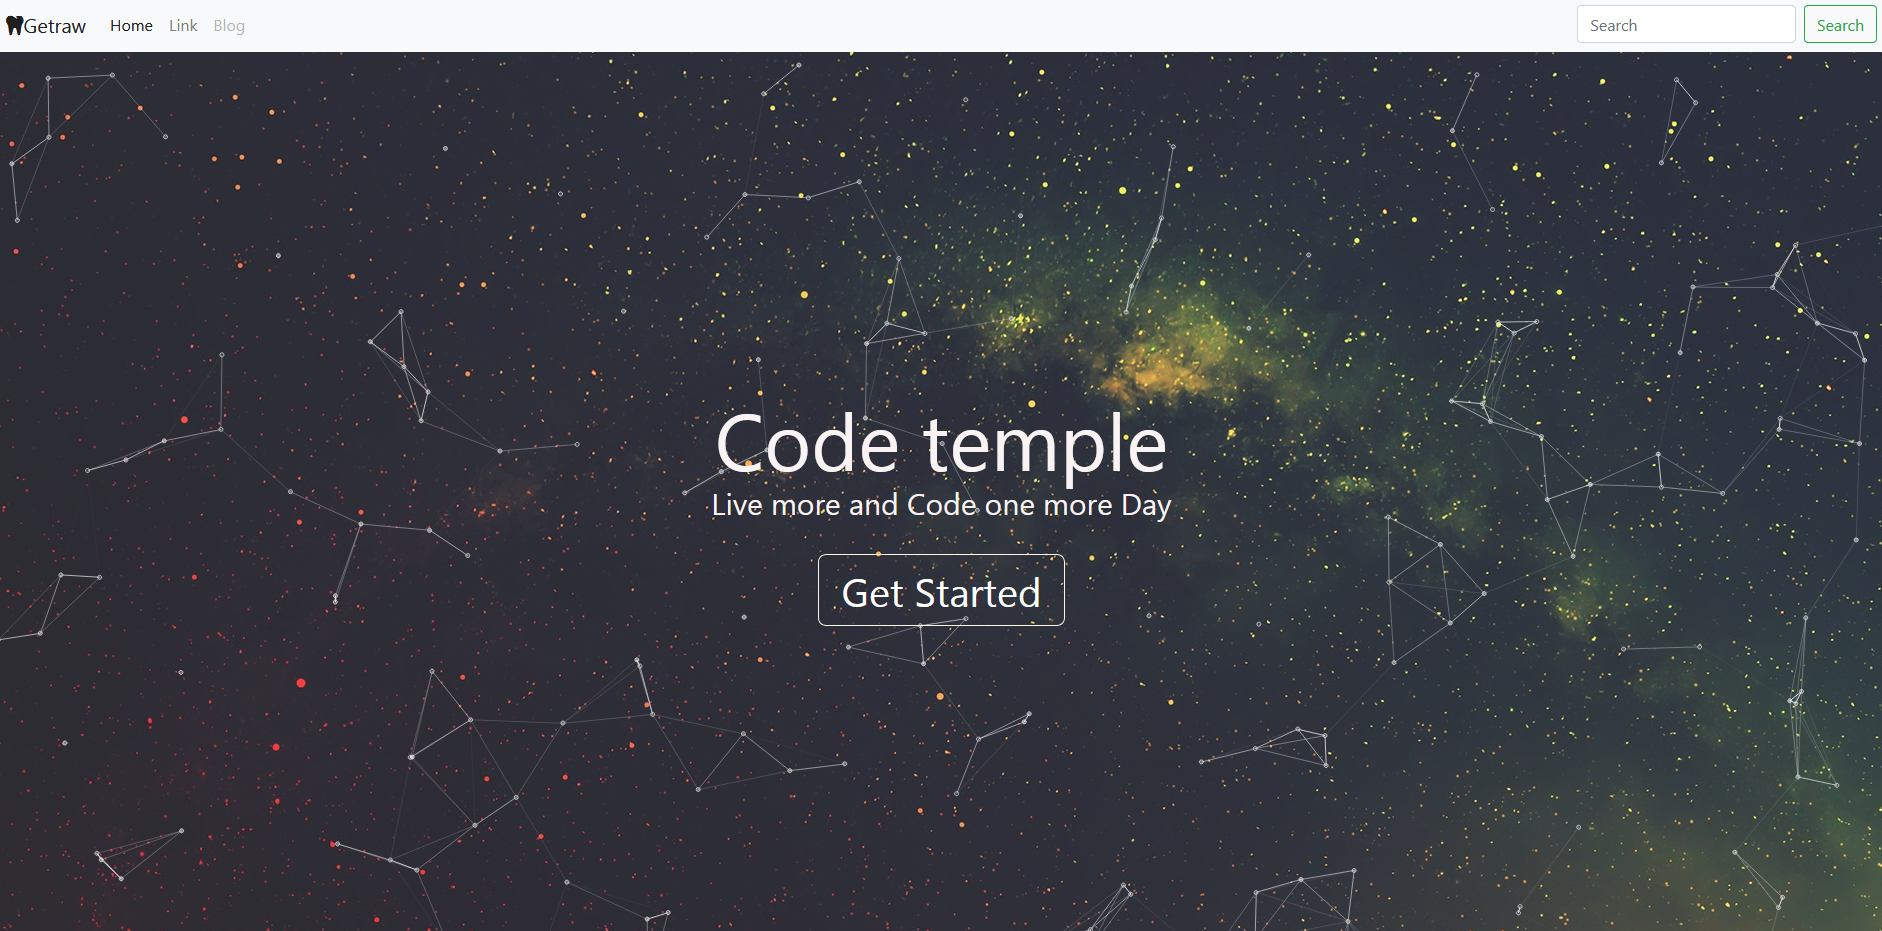 Getraw Home Link Blog Search Search
Code temple
Live more and Code one more Day
Get Started